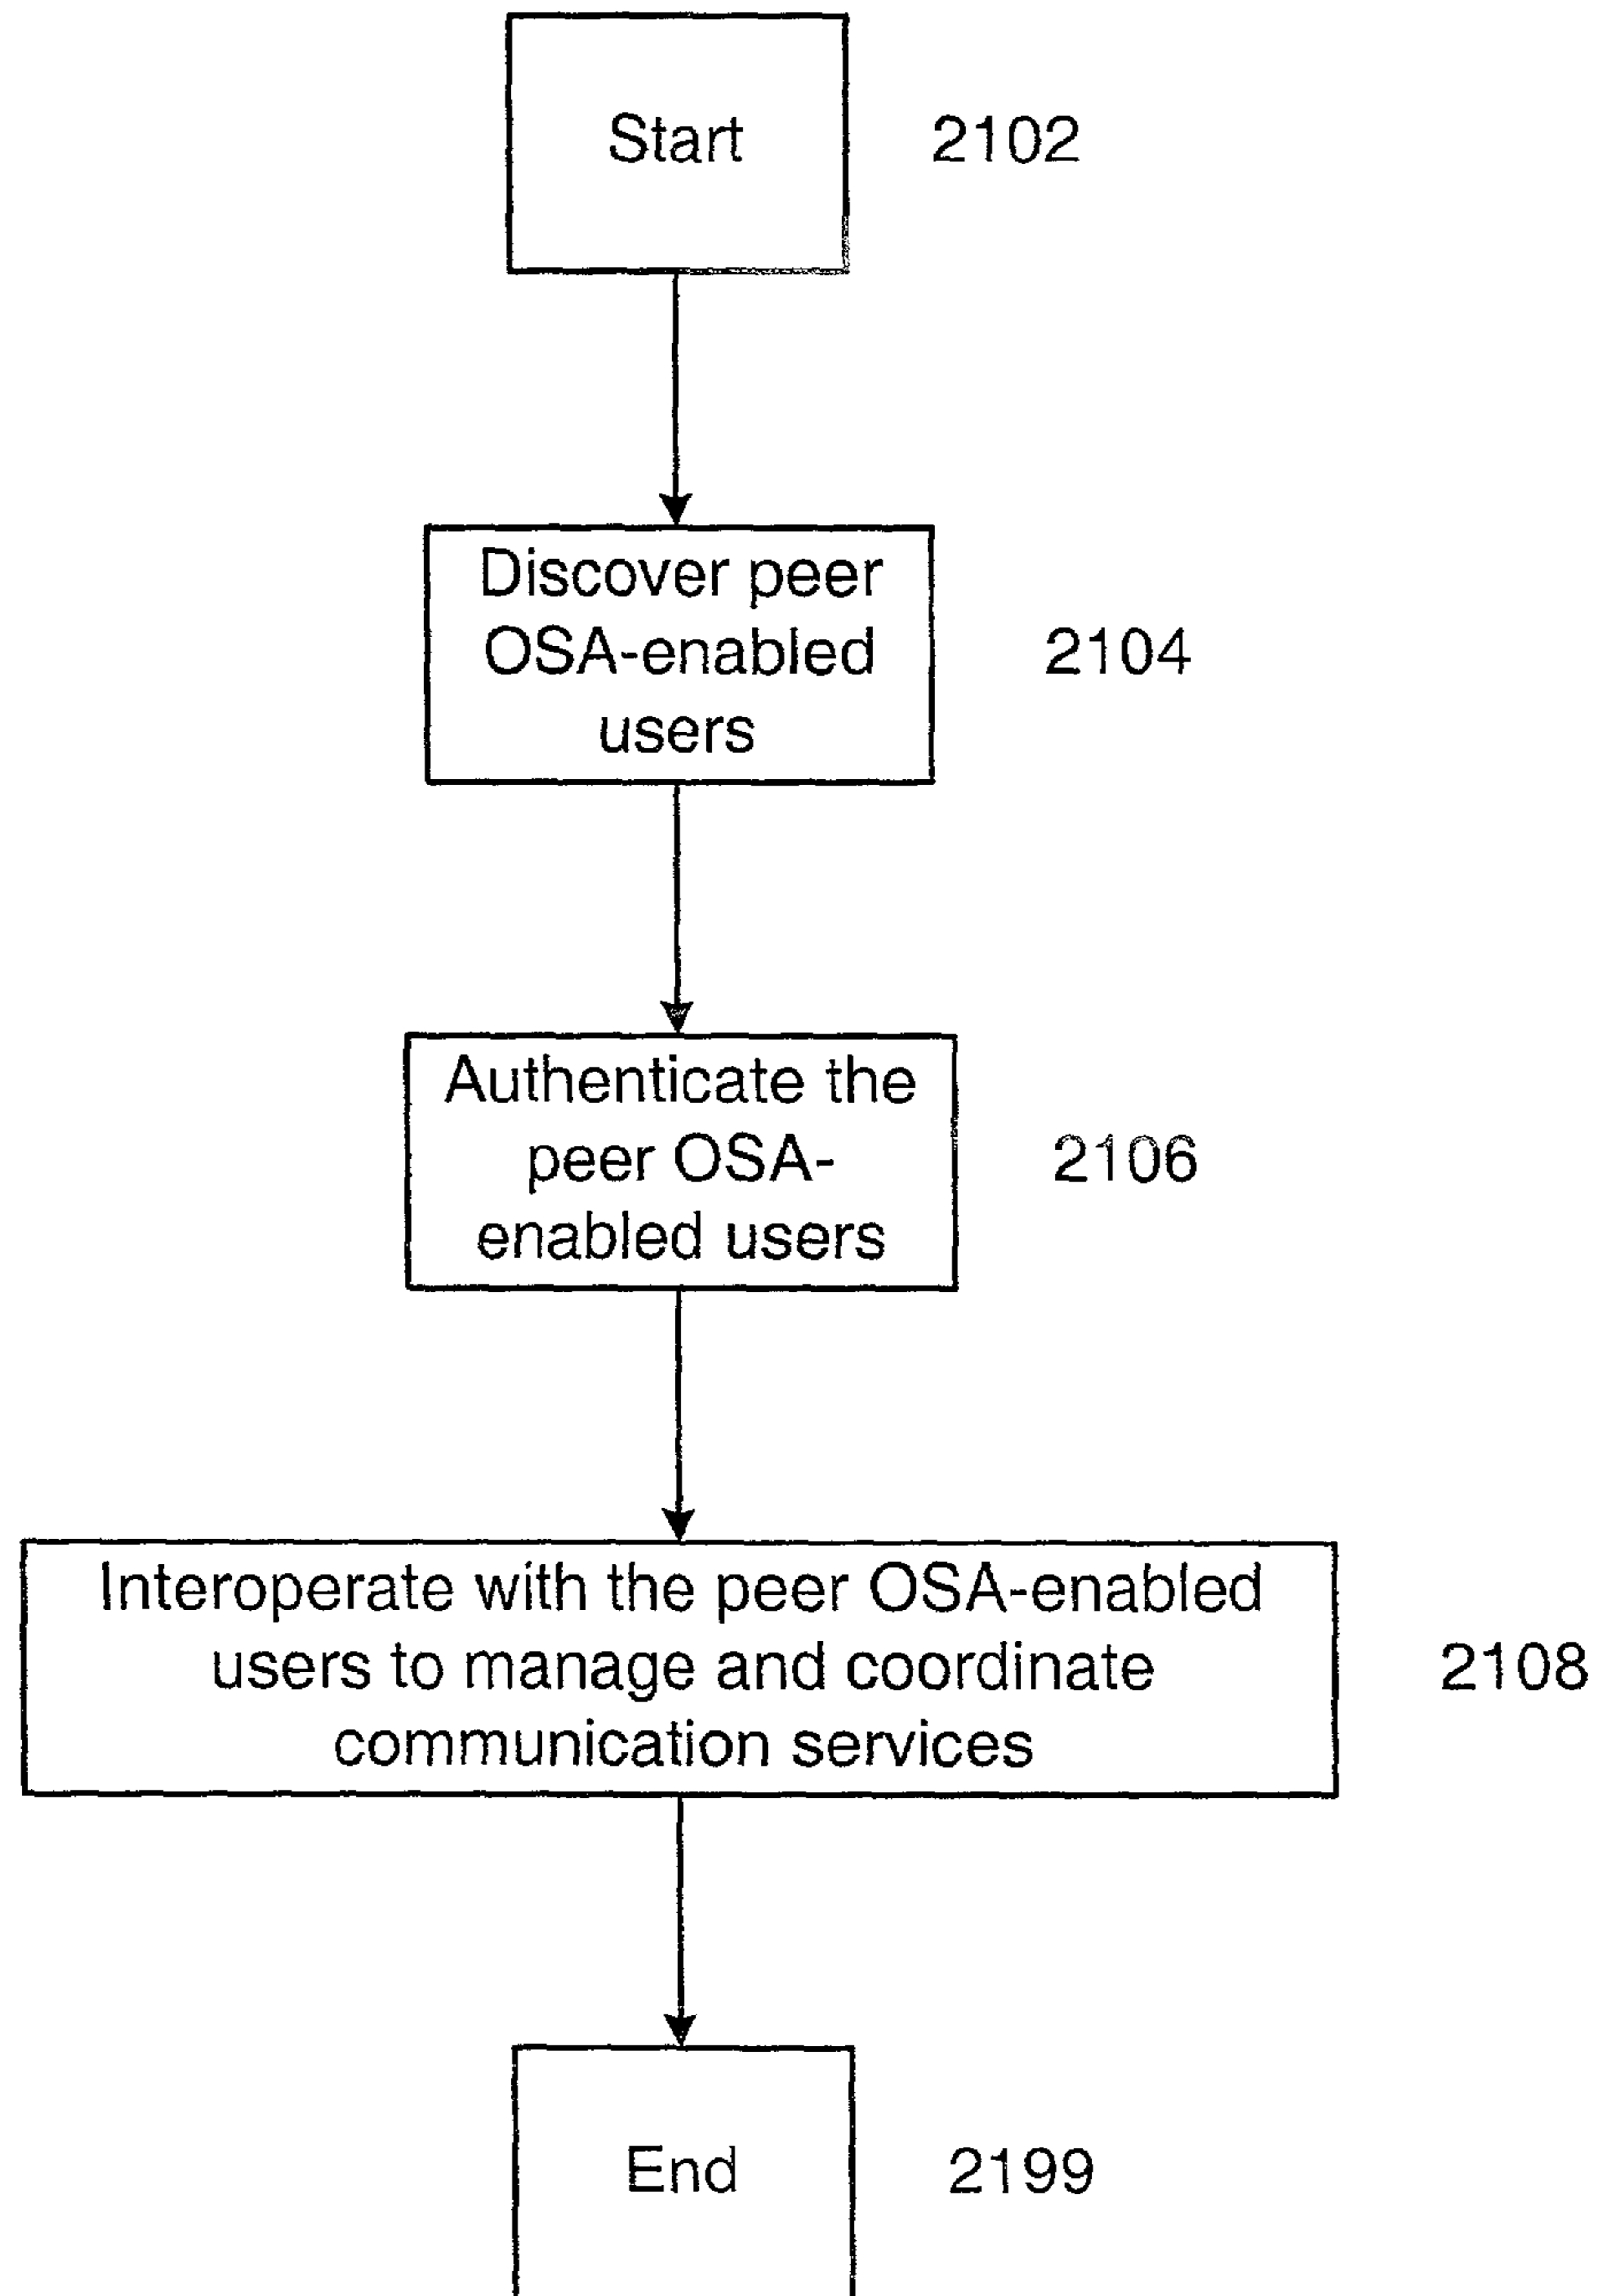 Start
2102
Discover peer
OSA-enabled
users
2104
Authenticate the
peer OSA-
enabled users
2106
Interoperate with the peer OSA-enabled
users to manage and coordinate
communication services
2108
End
2199